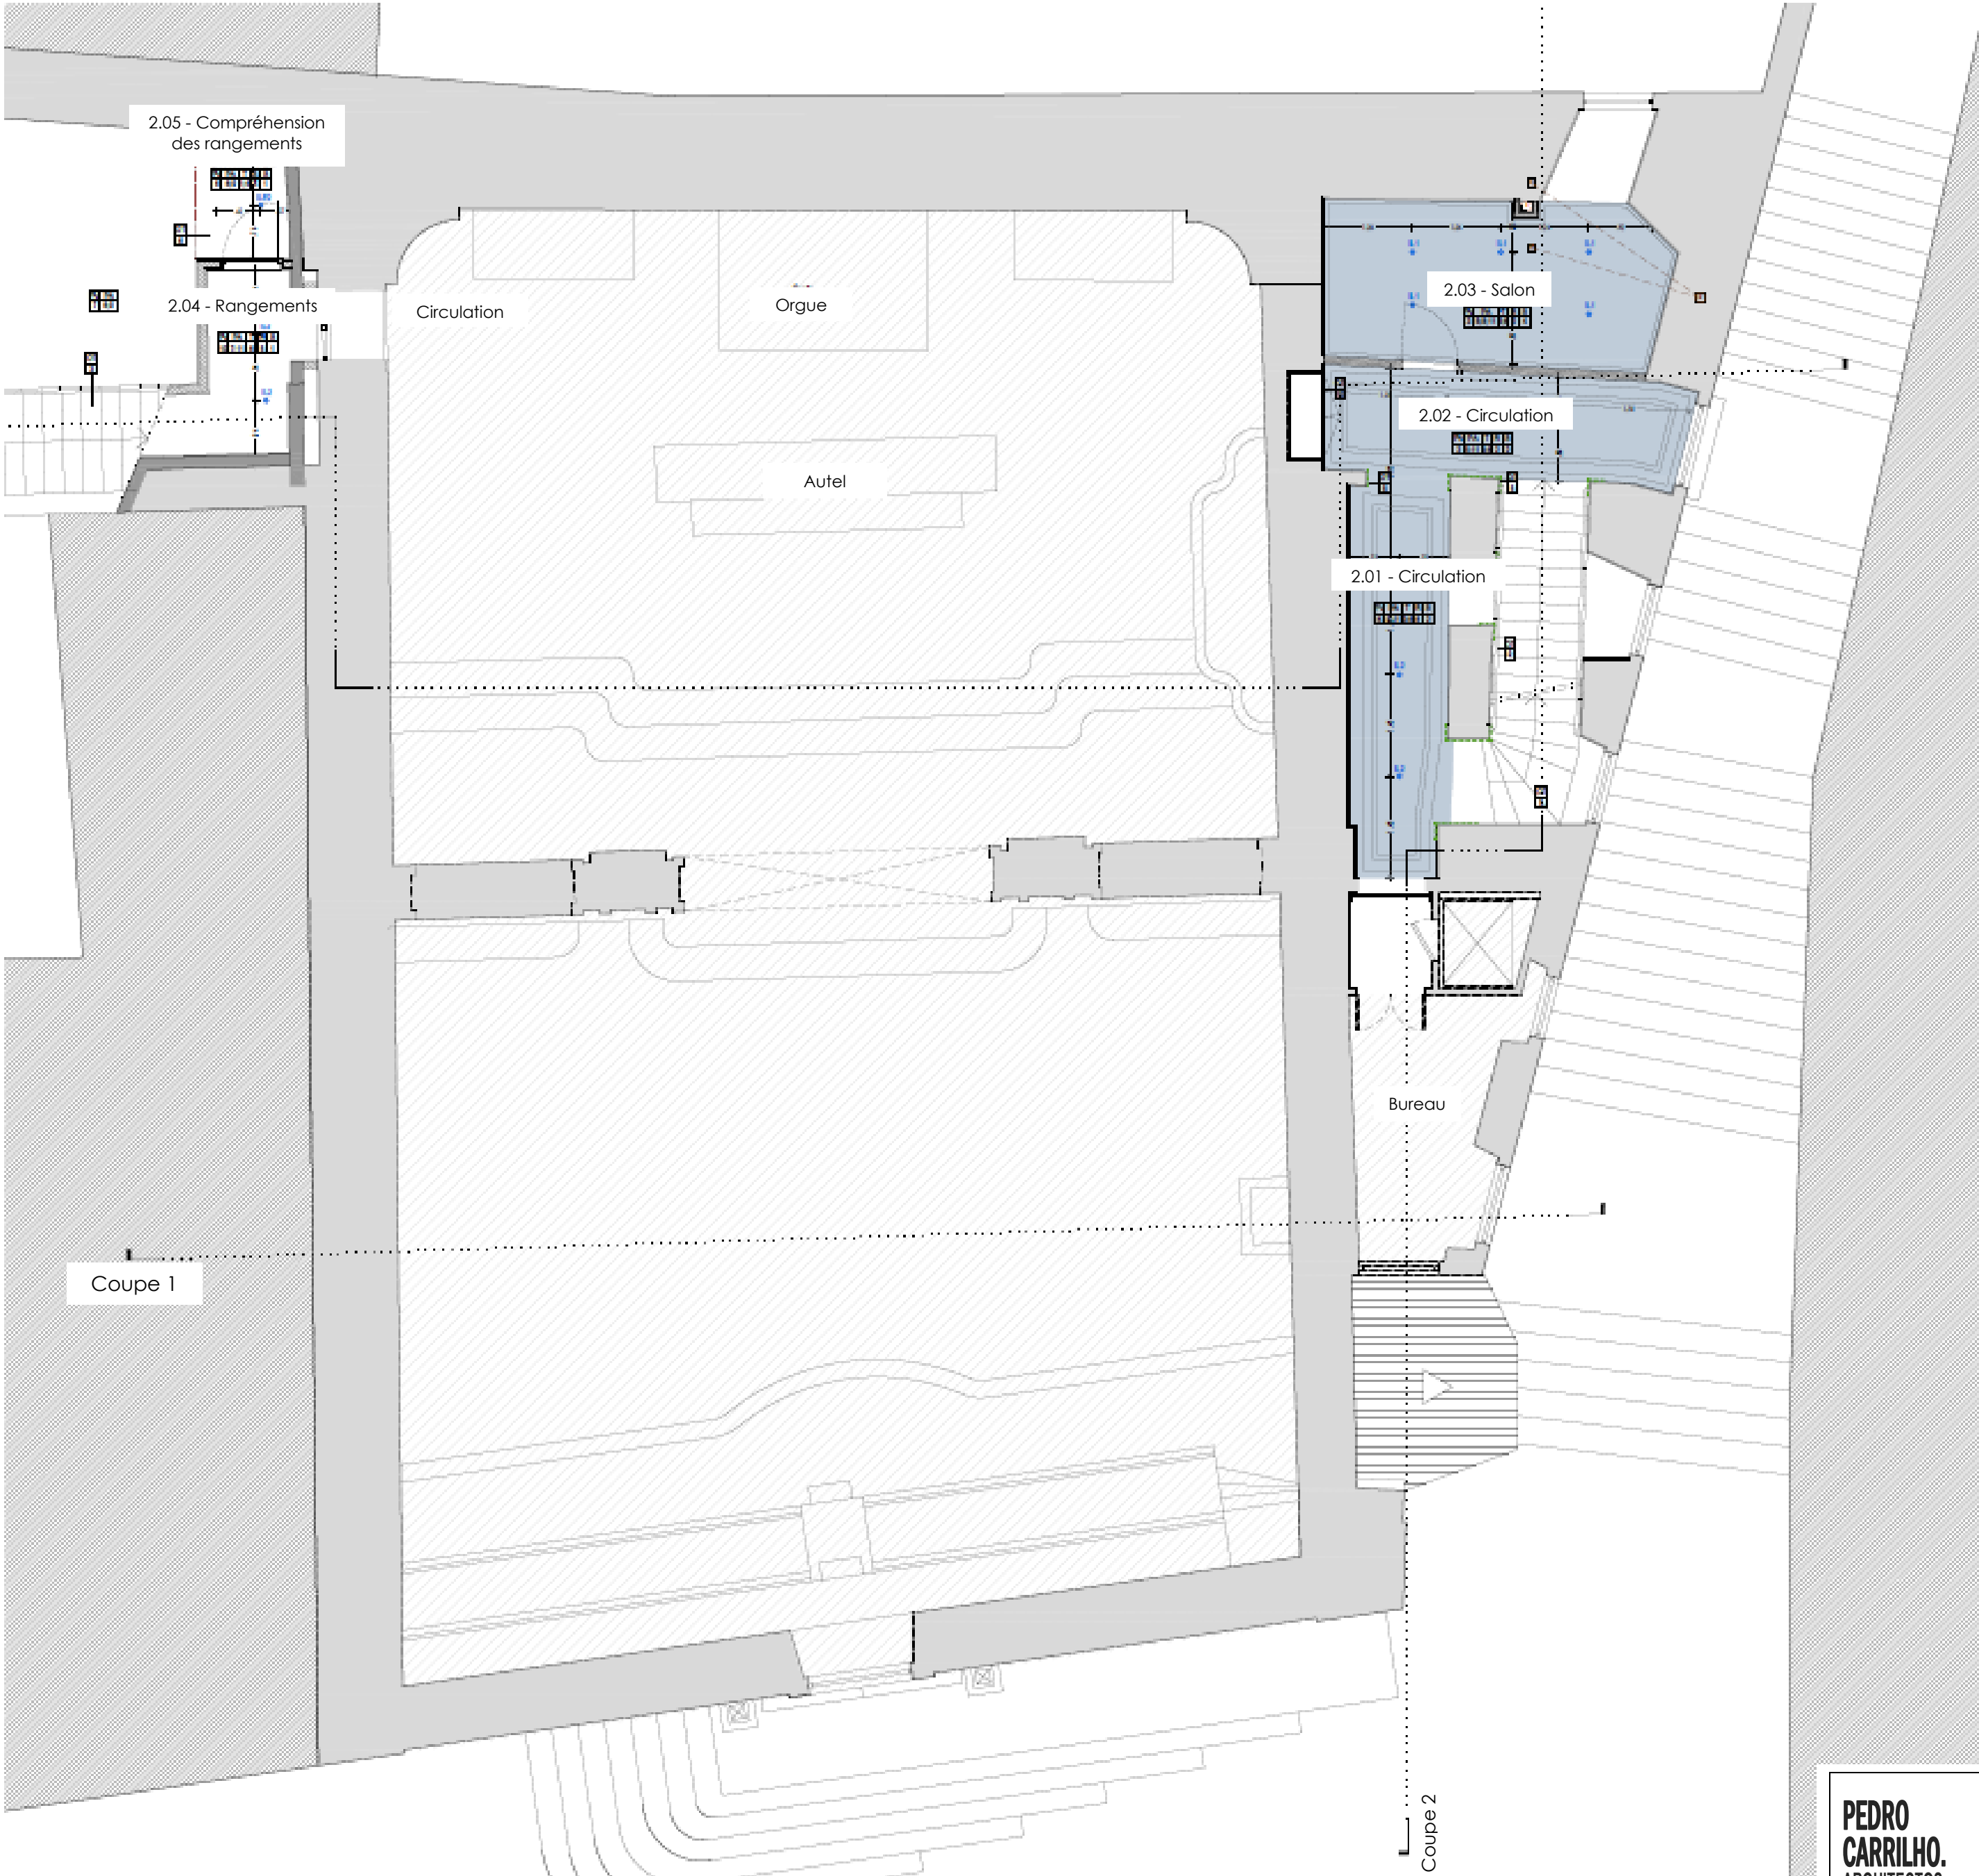 2.05 - Compréhension
des rangements
2.04 - Rangements
Circulation
Orgue
2.03 - Salon
2.02 - Circulation
Autel
2.01 - Circulation
Bureau
Coupe 1
Coupe 2
PEDRO
CARRILHO.
ARCHITECTOS